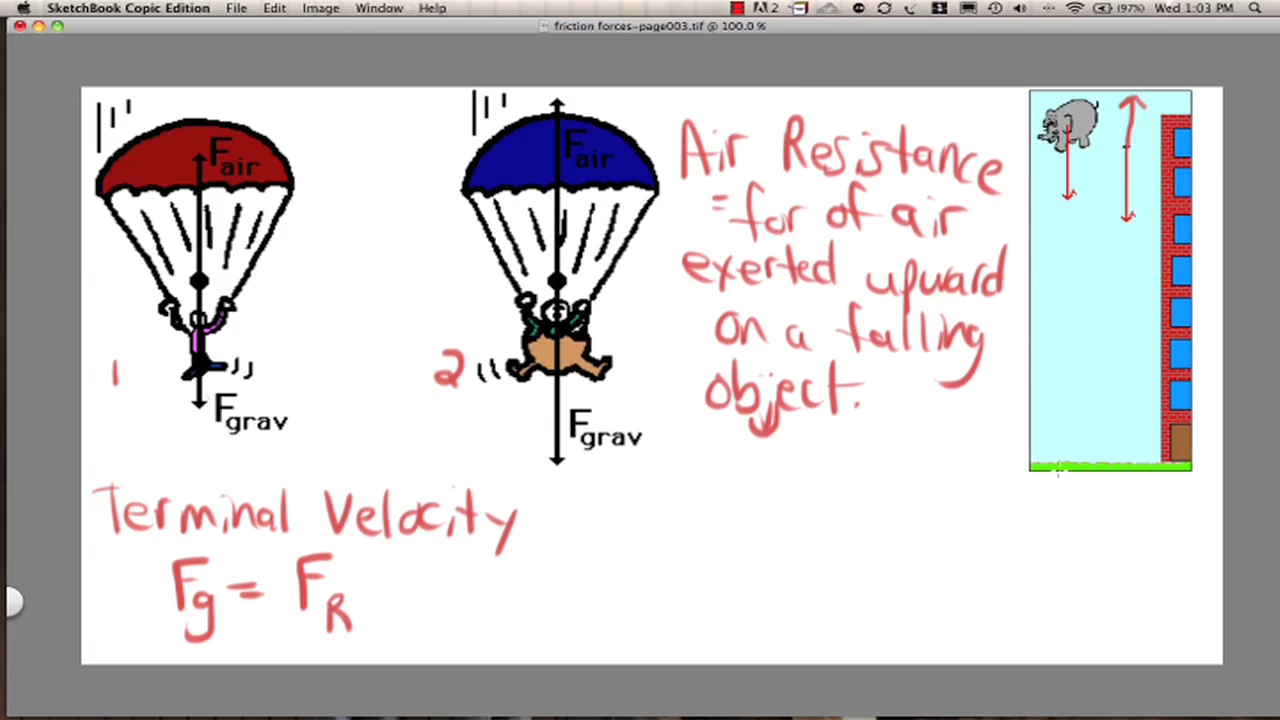 SketchBook Copic Edition File Edit Image Window Help
2 (97%) Wed 1:03 PM
friction forces-page003.tif @ 100.0 %
Fair
Fgrav
1
Fair
Fgrav
2
Air Resistance
=for of air
exerted upward
on a falling
object.
Terminal Velocity
Fg = FR